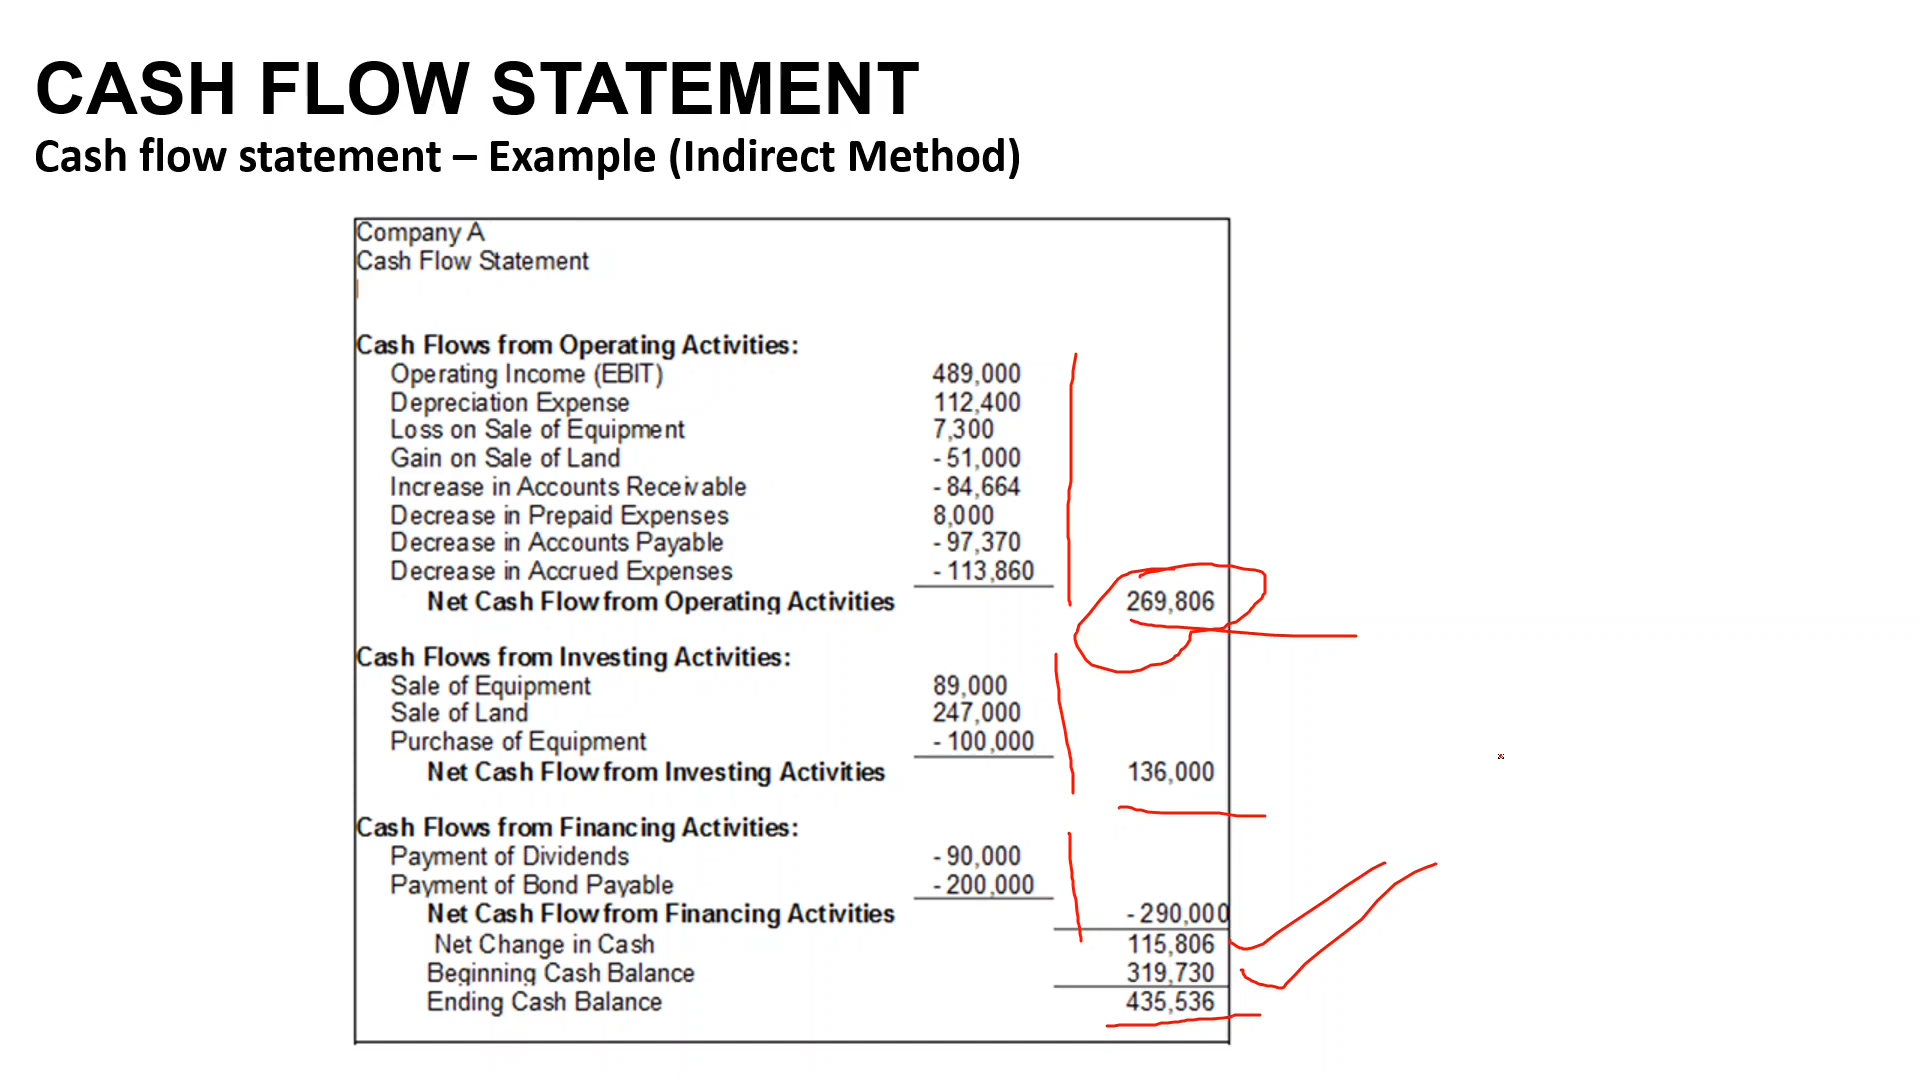 CASH FLOW STATEMENT
Cash flow statement – Example (Indirect Method)
Company A
Cash Flow Statement
Cash Flows from Operating Activities:
Operating Income (EBIT) 489,000
Depreciation Expense 112,400
Loss on Sale of Equipment 7,300
Gain on Sale of Land - 51,000
Increase in Accounts Receivable - 84,664
Decrease in Prepaid Expenses 8,000
Decrease in Accounts Payable - 97,370
Decrease in Accrued Expenses - 113,860
Net Cash Flow from Operating Activities 269,806
Cash Flows from Investing Activities:
Sale of Equipment 89,000
Sale of Land 247,000
Purchase of Equipment - 100,000
Net Cash Flow from Investing Activities 136,000
Cash Flows from Financing Activities:
Payment of Dividends - 90,000
Payment of Bond Payable - 200,000
Net Cash Flow from Financing Activities - 290,000
Net Change in Cash 115,806
Beginning Cash Balance 319,730
Ending Cash Balance 435,536